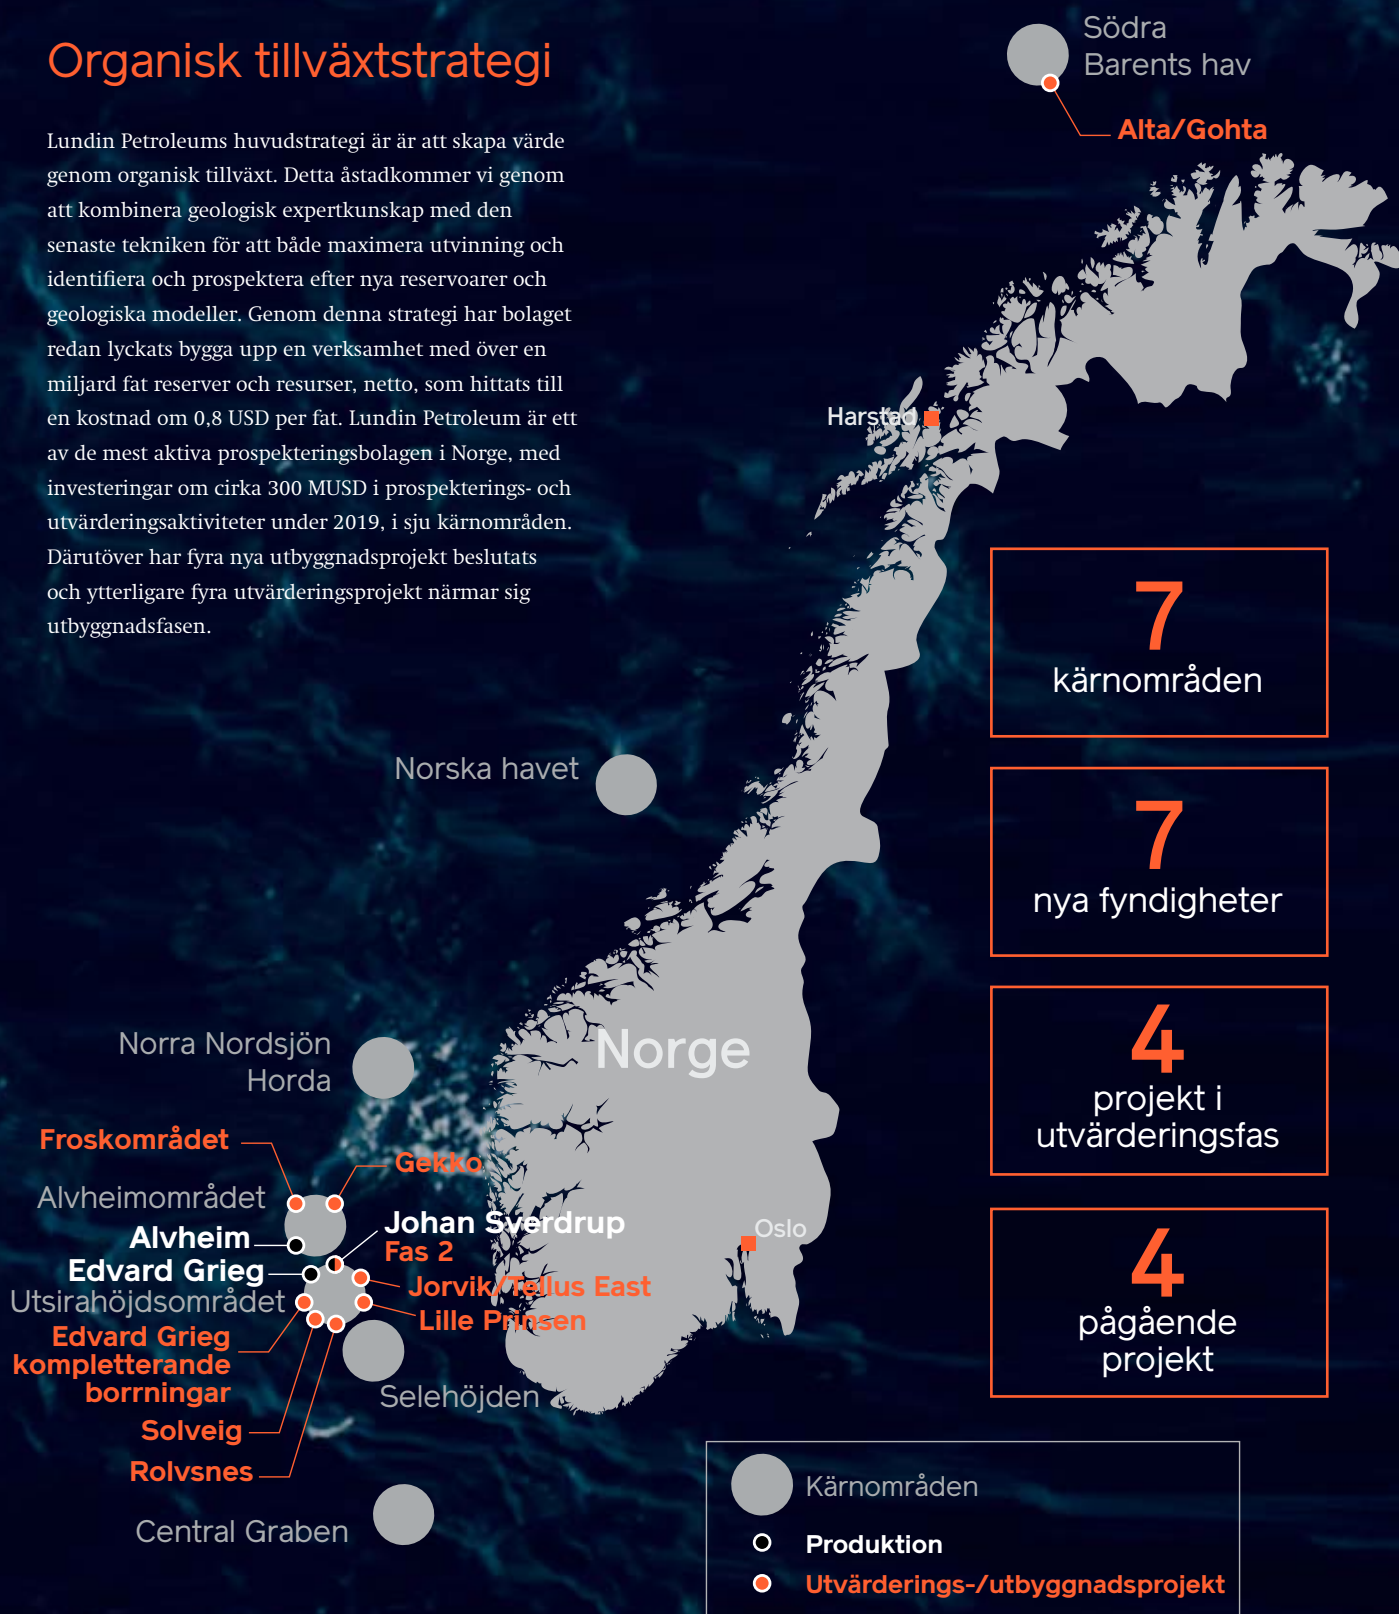 Organisk tillväxtstrategi
Lundin Petroleums huvudstrategi är är att skapa värde
genom organisk tillväxt. Detta åstadkommer vi genom
att kombinera geologisk expertkunskap med den
senaste tekniken för att både maximera utvinning och
identifiera och prospektera efter nya reservoarer och
geologiska modeller. Genom denna strategi har bolaget
redan lyckats bygga upp en verksamhet med över en
miljard fat reserver och resurser, netto, som hittats till
en kostnad om 0,8 USD per fat. Lundin Petroleum är ett
av de mest aktiva prospekteringsbolagen i Norge, med
investeringar om cirka 300 MUSD i prospekterings- och
utvärderingsaktiviteter under 2019, i sju kärnområden.
Därutöver har fyra nya utbyggnadsprojekt beslutats
och ytterligare fyra utvärderingsprojekt närmar sig
utbyggnadsfasen.
Södra
Barents hav
Alta/Gohta
Harstad
7
kärnområden
7
nya fyndigheter
4
projekt i
utvärderingsfas
4
pågående
projekt
Norska havet
Norge
Norra Nordsjön
Horda
Froskområdet
Gekko
Alvheimområdet
Alvheim
Johan Sverdrup
Fas 2
Oslo
Edvard Grieg
Jorvik/Tellus East
Utsirahöjdsområdet
Lille Prinsen
Edvard Grieg
kompletterande
borrningar
Selehöjden
Solveig
Rolvsnes
Central Graben
Kärnområden
Produktion
Utvärderings-/utbyggnadsprojekt